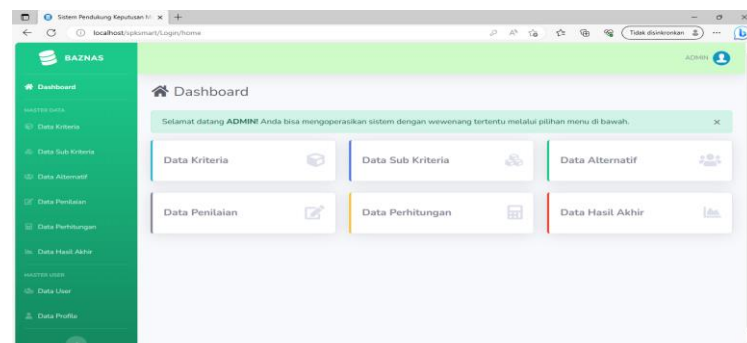 Sistem Pendukung Keputusan M
localhost/spksmart/Login/home
Tidak disinkronkan
BAZNAS
ADMIN
Dashboard
MASTER DATA
Data Kriteria
Data Sub Kriteria
Data Alternatif
Data Penilaian
Data Perhitungan
Data Hasil Akhir
MASTER USER
Data User
Data Profile
Dashboard
Selamat datang ADMIN! Anda bisa mengoperasikan sistem dengan wewenang tertentu melalui pilihan menu di bawah.
Data Kriteria
Data Sub Kriteria
Data Alternatif
Data Penilaian
Data Perhitungan
Data Hasil Akhir